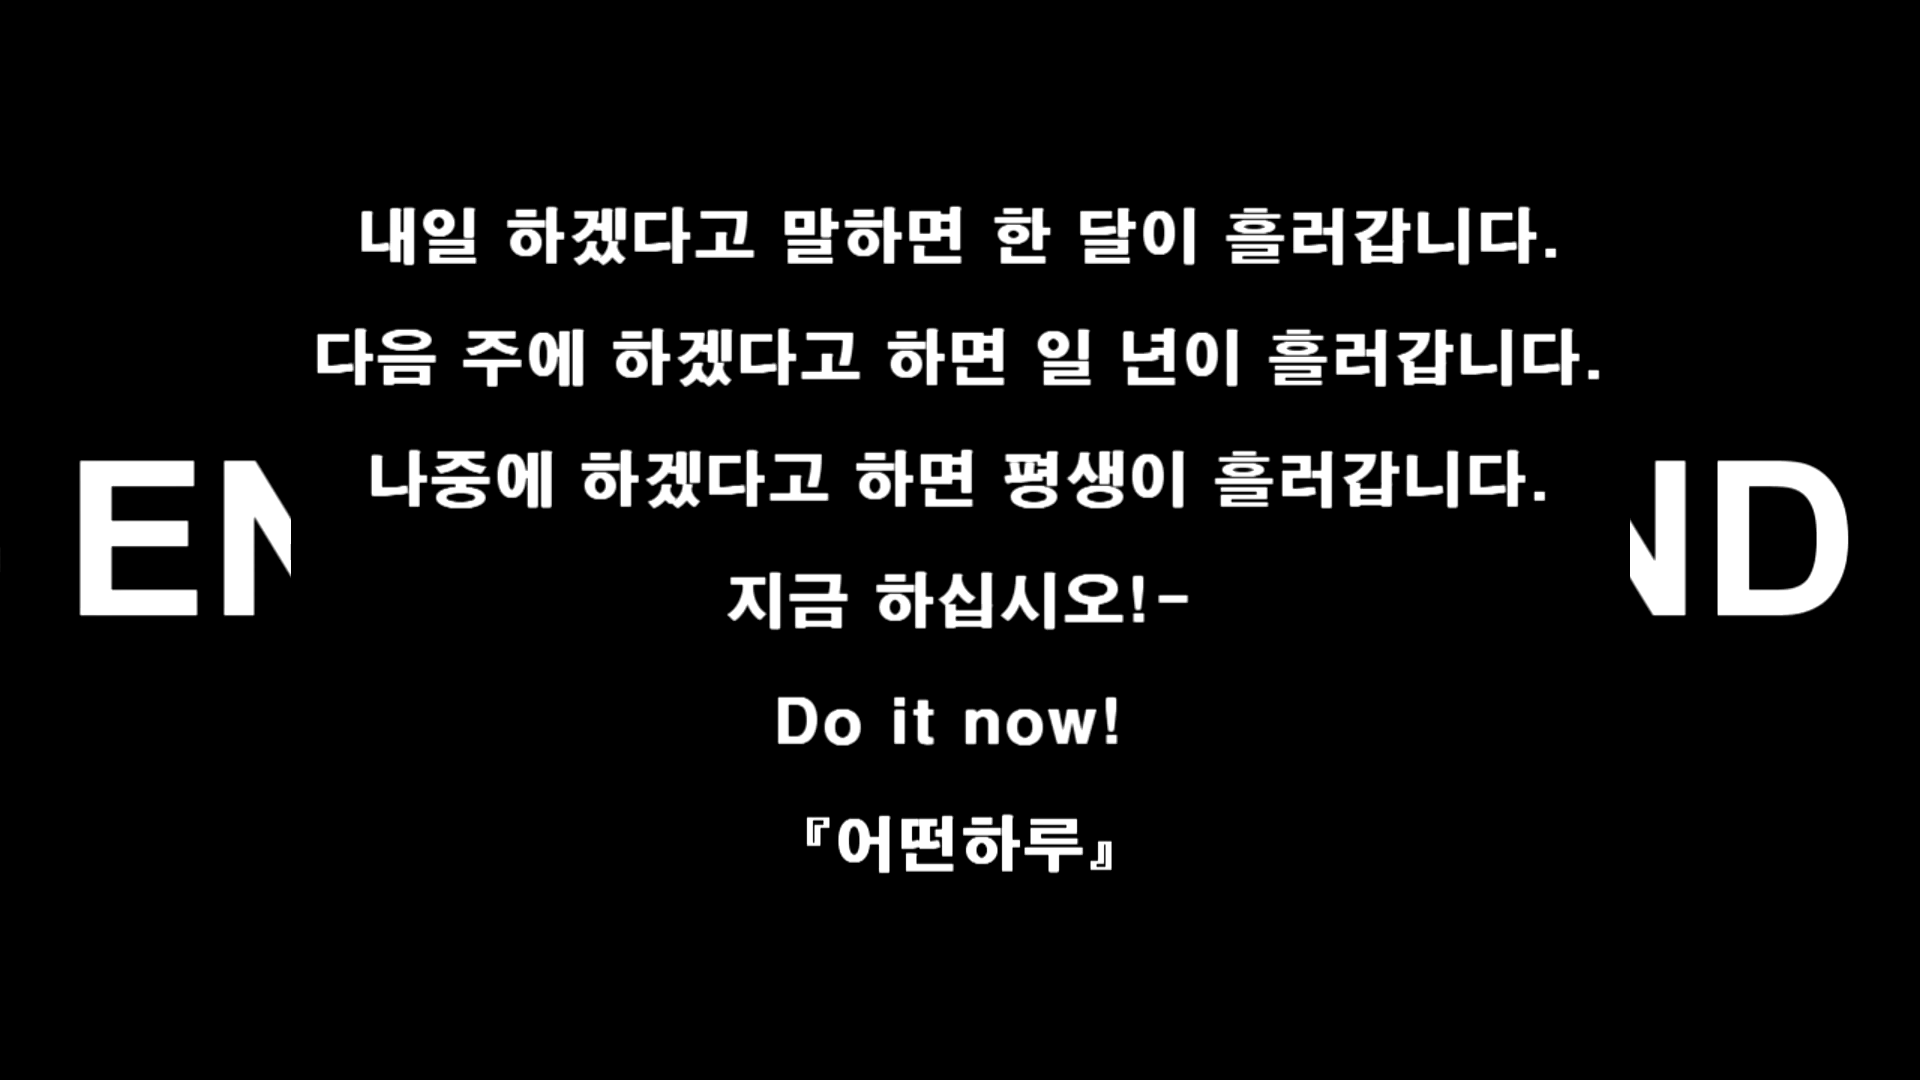 내일 하겠다고 말하면 한 달이 흘러갑니다.
다음 주에 하겠다고 하면 일 년이 흘러갑니다.
나중에 하겠다고 하면 평생이 흘러갑니다.
지금 하십시오!-
Do it now!
『어떤하루』